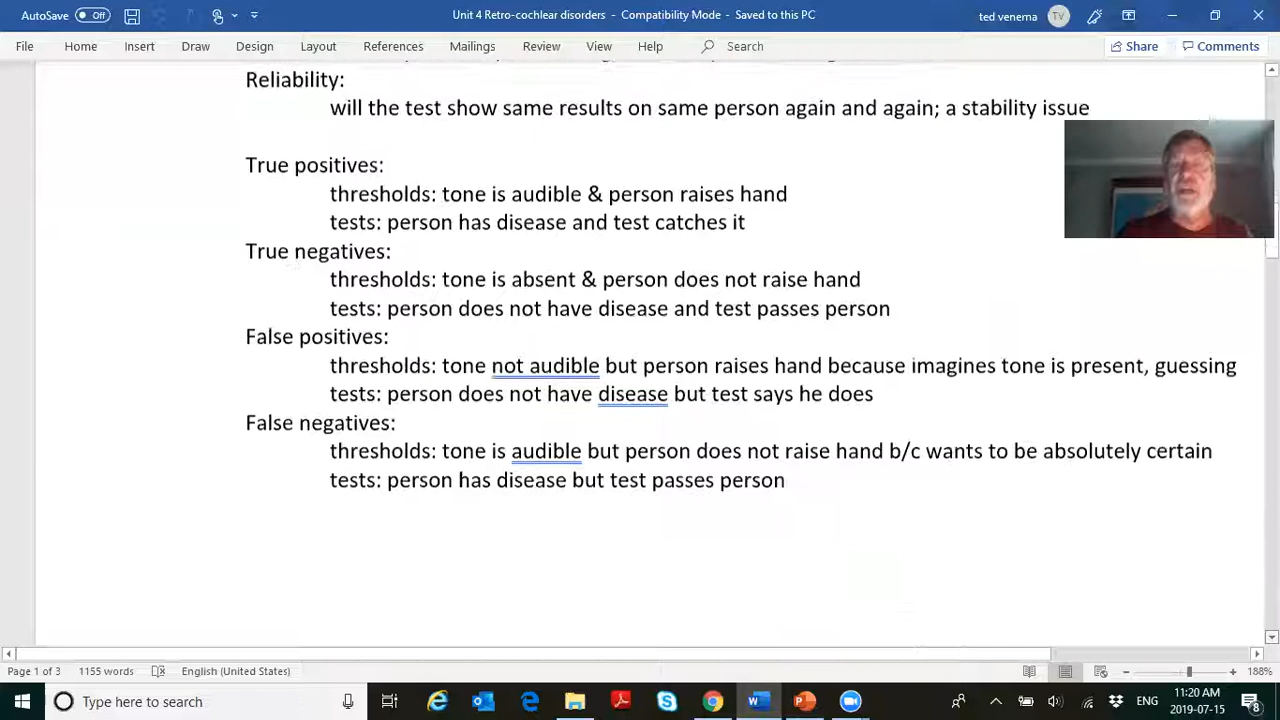 AutoSave Off
Unit 4 Retro-cochlear disorders - Compatibility Mode - Saved to this PC
ted venema TV
File Home Insert Draw Design Layout References Mailings Review View Help Search Share Comments
Reliability:
will the test show same results on same person again and again; a stability issue
True positives:
thresholds: tone is audible & person raises hand
tests: person has disease and test catches it
True negatives:
thresholds: tone is absent & person does not raise hand
tests: person does not have disease and test passes person
False positives:
thresholds: tone not audible but person raises hand because imagines tone is present, guessing
tests: person does not have disease but test says he does
False negatives:
thresholds: tone is audible but person does not raise hand b/c wants to be absolutely certain
tests: person has disease but test passes person
Page 1 of 3 1155 words English (United States) 188%
Type here to search ENG 11:20 AM
2019-07-15 8